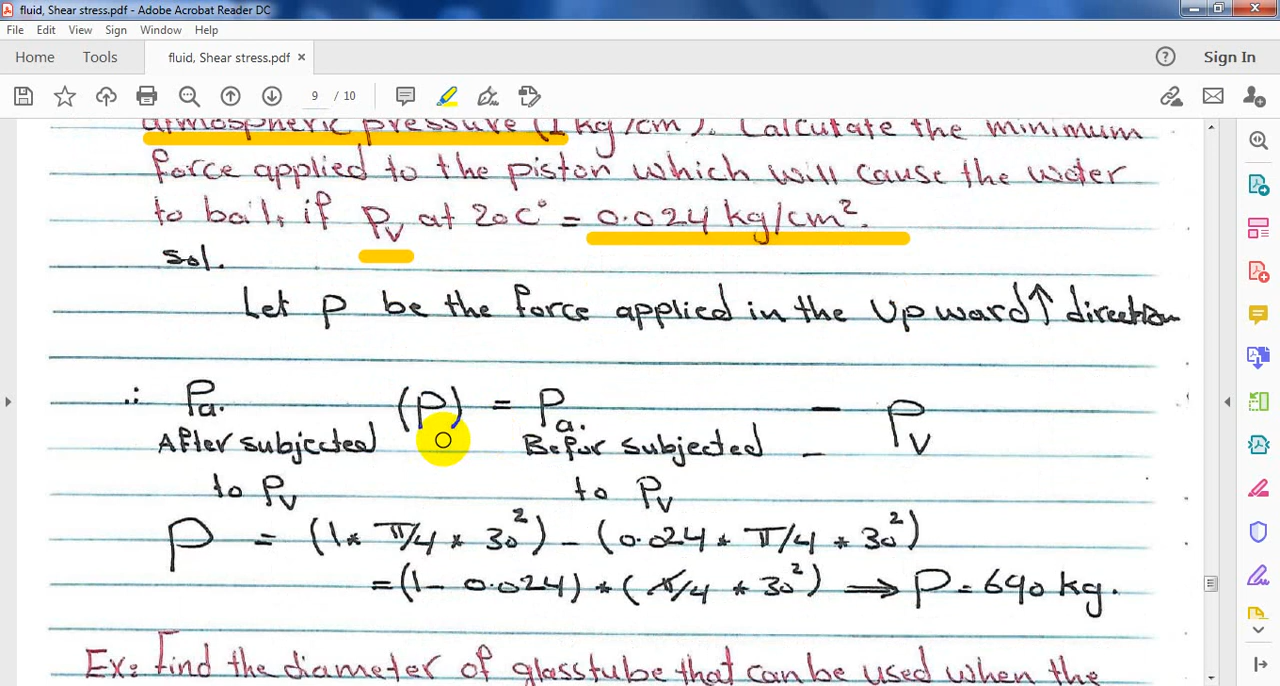 fluid, Shear stress.pdf - Adobe Acrobat Reader DC
File Edit View Sign Window Help
Home Tools fluid, Shear stress.pdf × Sign In
9 / 10
atmospheric pressure (1 kg/cm). Calculate the minimum
force applied to the piston which will cause the water
to boil, if Pv at 20C° = 0.024 kg/cm²
Sol.
Let P be the force applied in the Upward ↑ direction
∴ Pa. (P) = Pa. - Pv
After subjected Befor subjected -
to Pv to Pv
P = (1 * π/4 * 30²) - (0.024 * π/4 * 30²)
= (1 - 0.024) * (π/4 * 30²) ⟹ P = 690 kg.
Ex: Find the diameter of glasstube that can be used when the